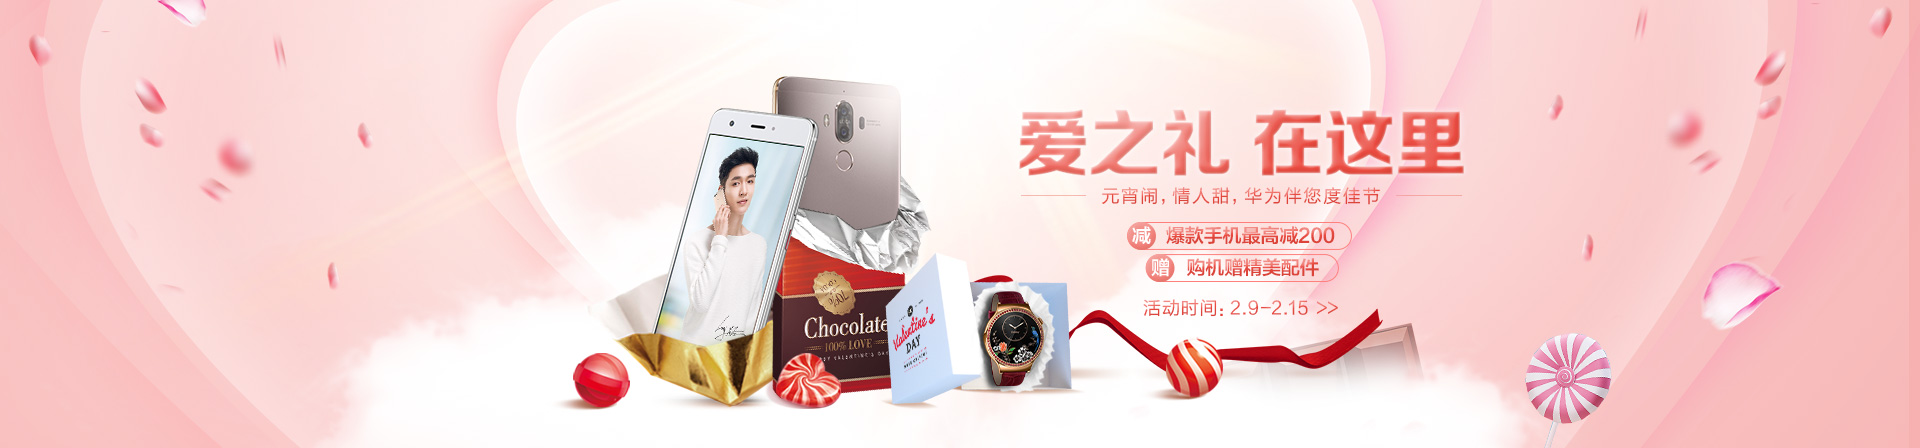 爱之礼 在这里
元宵闹, 情人甜, 华为伴您度佳节
减 爆款手机最高减200
赠 购机赠精美配件
活动时间: 2.9-2.15 >>
Chocolate
100% LOVE
Valentine's
DAY